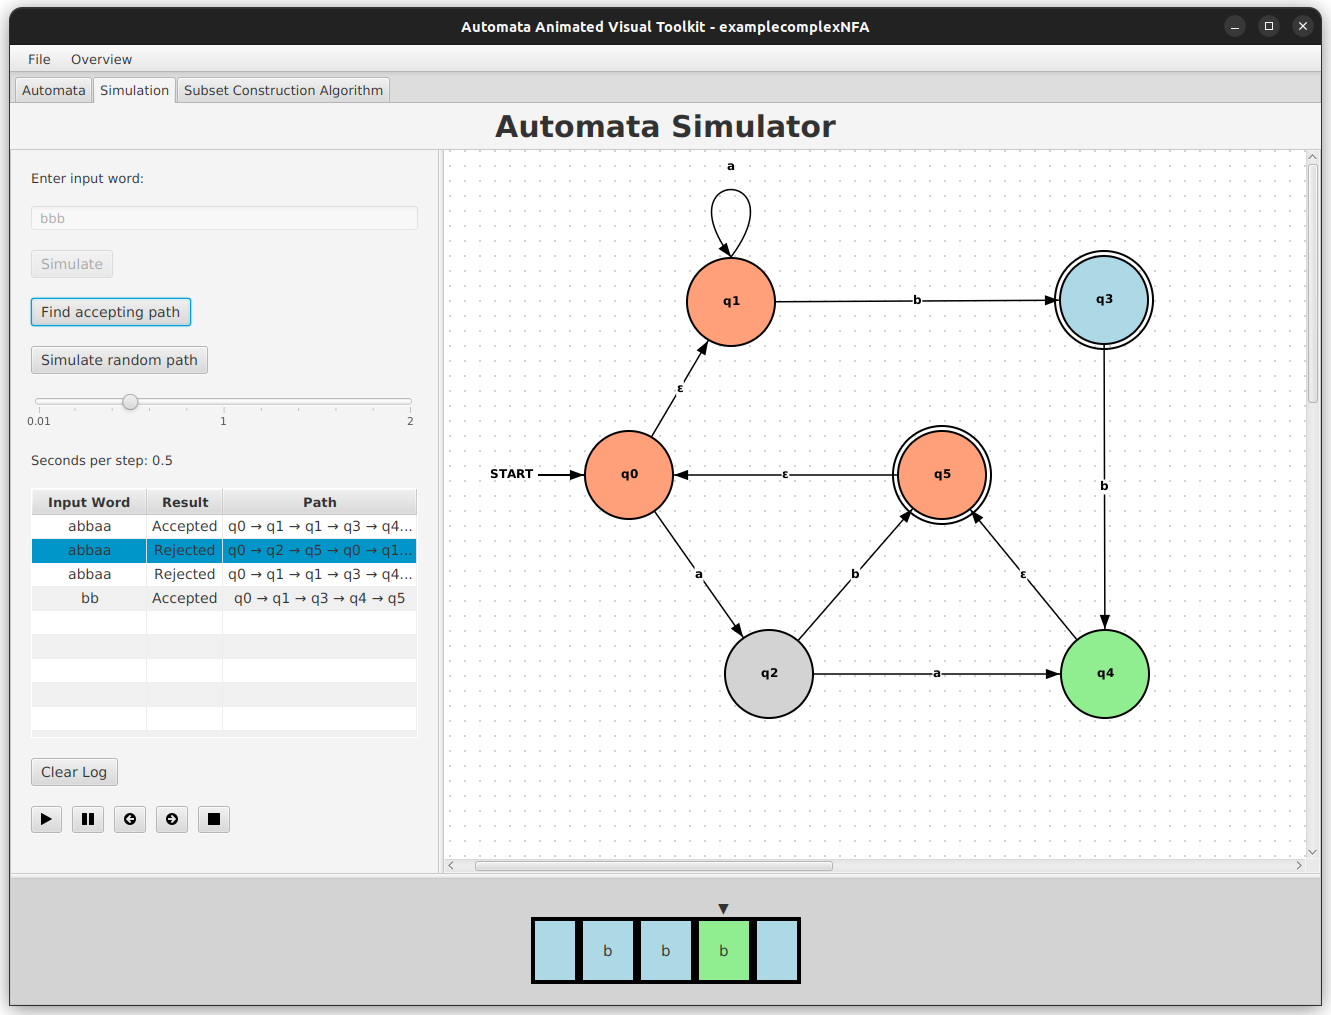 Automata Animated Visual Toolkit - examplecomplexNFA
File Overview
Automata Simulation Subset Construction Algorithm
Automata Simulator
Enter input word:
bbb
Simulate
Find accepting path
Simulate random path
0.01 1 2
Seconds per step: 0.5
Input Word Result Path
abbaa Accepted q0 → q1 → q1 → q3 → q4...
abbaa Rejected q0 → q2 → q5 → q0 → q1...
abbaa Rejected q0 → q1 → q1 → q3 → q4...
bb Accepted q0 → q1 → q3 → q4 → q5
Clear Log
a
q1 b q3
ε
START q0 ε q5
b
a b ε
q2 a q4
b b b